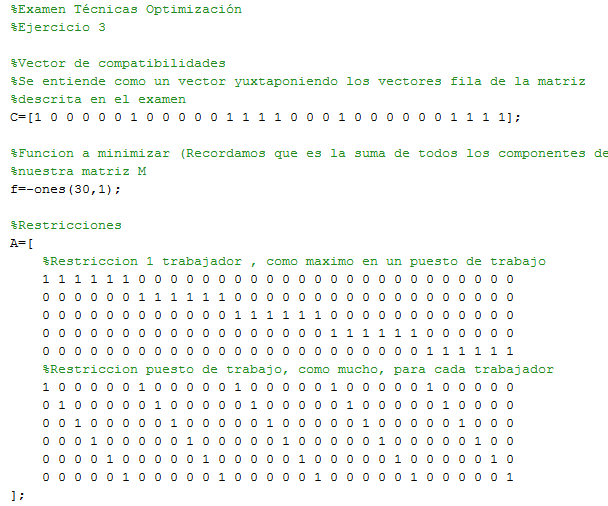 %Examen Técnicas Optimización
%Ejercicio 3
%Vector de compatibilidades
%Se entiende como un vector yuxtaponiendo los vectores fila de la matriz
%descrita en el examen
C=[1 0 0 0 0 0 1 0 0 0 0 0 1 1 1 1 0 0 0 1 0 0 0 0 0 0 1 1 1 1];
%Funcion a minimizar (Recordamos que es la suma de todos los componentes de
%nuestra matriz M
f=-ones(30,1);
%Restricciones
A=[
%Restriccion 1 trabajador , como maximo en un puesto de trabajo
1 1 1 1 1 1 0 0 0 0 0 0 0 0 0 0 0 0 0 0 0 0 0 0 0 0 0 0 0 0
0 0 0 0 0 0 1 1 1 1 1 1 0 0 0 0 0 0 0 0 0 0 0 0 0 0 0 0 0 0
0 0 0 0 0 0 0 0 0 0 0 0 1 1 1 1 1 1 0 0 0 0 0 0 0 0 0 0 0 0
0 0 0 0 0 0 0 0 0 0 0 0 0 0 0 0 0 0 1 1 1 1 1 1 0 0 0 0 0 0
0 0 0 0 0 0 0 0 0 0 0 0 0 0 0 0 0 0 0 0 0 0 0 0 1 1 1 1 1 1
%Restriccion puesto de trabajo, como mucho, para cada trabajador
1 0 0 0 0 0 1 0 0 0 0 0 1 0 0 0 0 0 1 0 0 0 0 0 1 0 0 0 0 0
0 1 0 0 0 0 0 1 0 0 0 0 0 1 0 0 0 0 0 1 0 0 0 0 0 1 0 0 0 0
0 0 1 0 0 0 0 0 1 0 0 0 0 0 1 0 0 0 0 0 1 0 0 0 0 0 1 0 0 0
0 0 0 1 0 0 0 0 0 1 0 0 0 0 0 1 0 0 0 0 0 1 0 0 0 0 0 1 0 0
0 0 0 0 1 0 0 0 0 0 1 0 0 0 0 0 1 0 0 0 0 0 1 0 0 0 0 0 1 0
0 0 0 0 0 1 0 0 0 0 0 1 0 0 0 0 0 1 0 0 0 0 0 1 0 0 0 0 0 1
];